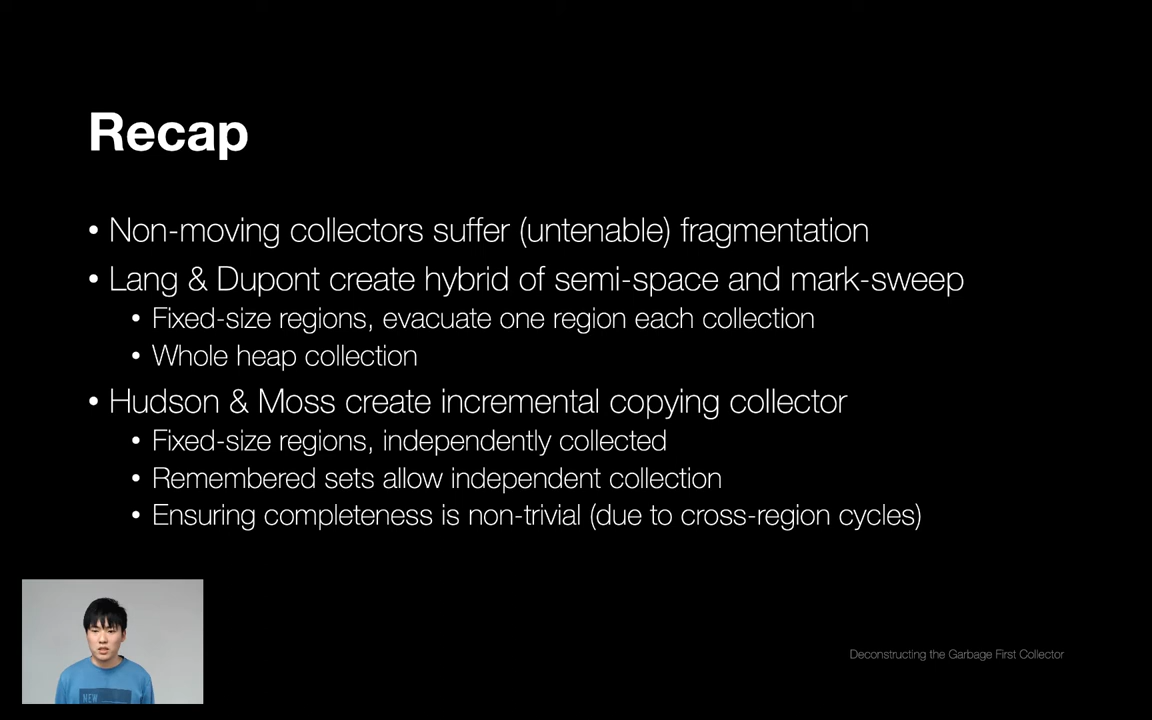 Recap
• Non-moving collectors suffer (untenable) fragmentation
• Lang & Dupont create hybrid of semi-space and mark-sweep
• Fixed-size regions, evacuate one region each collection
• Whole heap collection
• Hudson & Moss create incremental copying collector
• Fixed-size regions, independently collected
• Remembered sets allow independent collection
• Ensuring completeness is non-trivial (due to cross-region cycles)
NEW
Deconstructing the Garbage First Collector